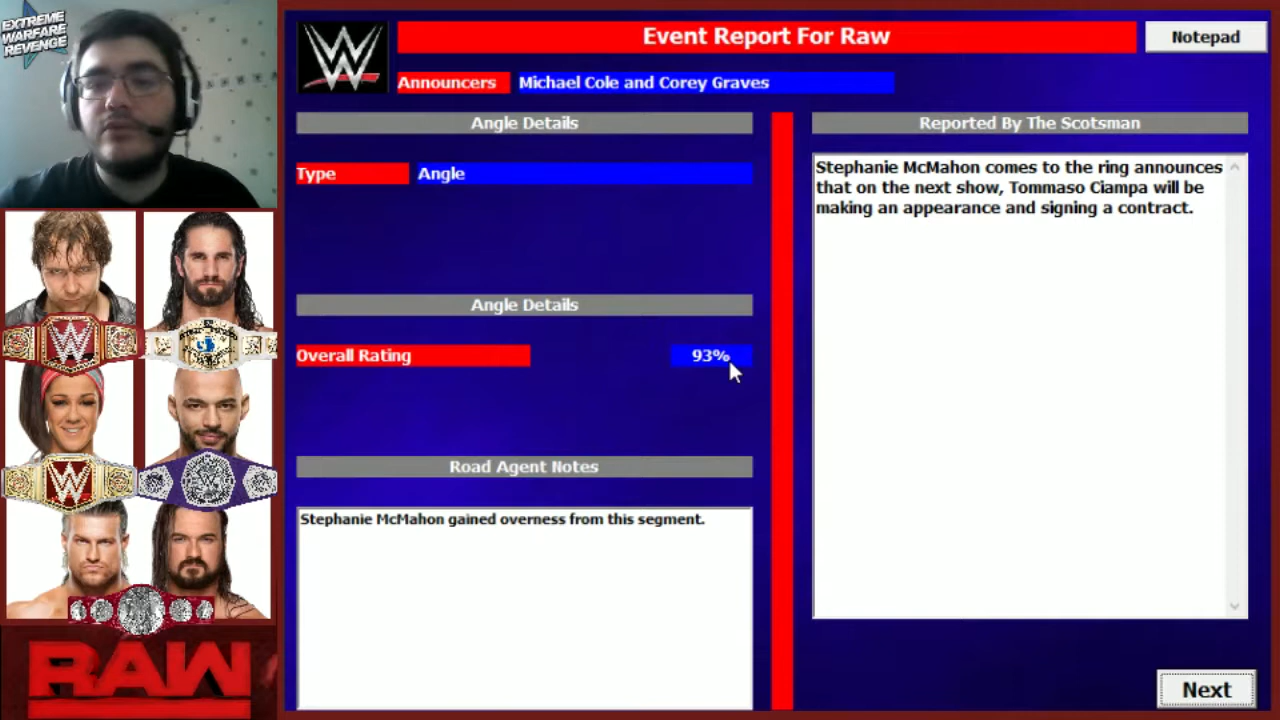 EXTREME
WARFARE
REVENGE
Event Report For Raw
Notepad
Announcers
Michael Cole and Corey Graves
Angle Details
Type
Angle
Angle Details
Overall Rating
93%
Road Agent Notes
Stephanie McMahon gained overness from this segment.
Reported By The Scotsman
Stephanie McMahon comes to the ring announces
that on the next show, Tommaso Ciampa will be
making an appearance and signing a contract.
Next
RAW